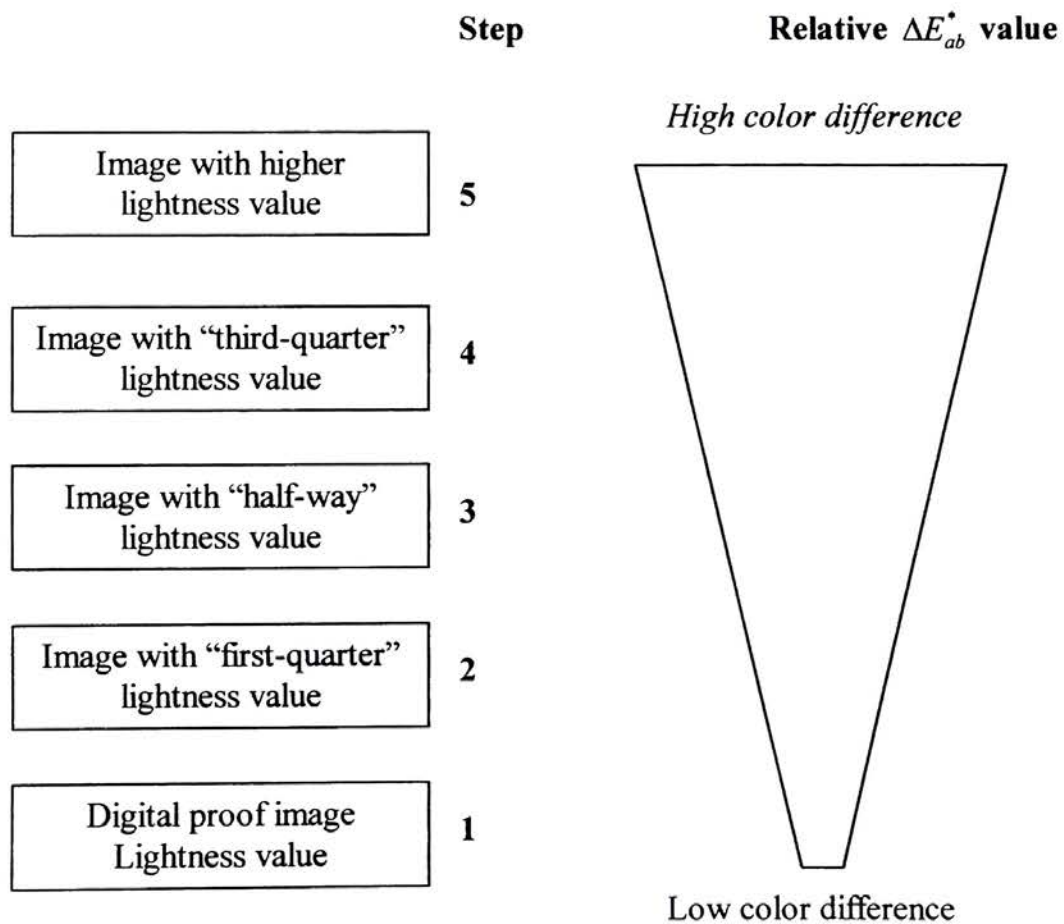 Step
Relative ΔE*ab value
High color difference
Image with higher
lightness value
5
Image with “third-quarter”
lightness value
4
Image with “half-way”
lightness value
3
Image with “first-quarter”
lightness value
2
Digital proof image
Lightness value
1
Low color difference